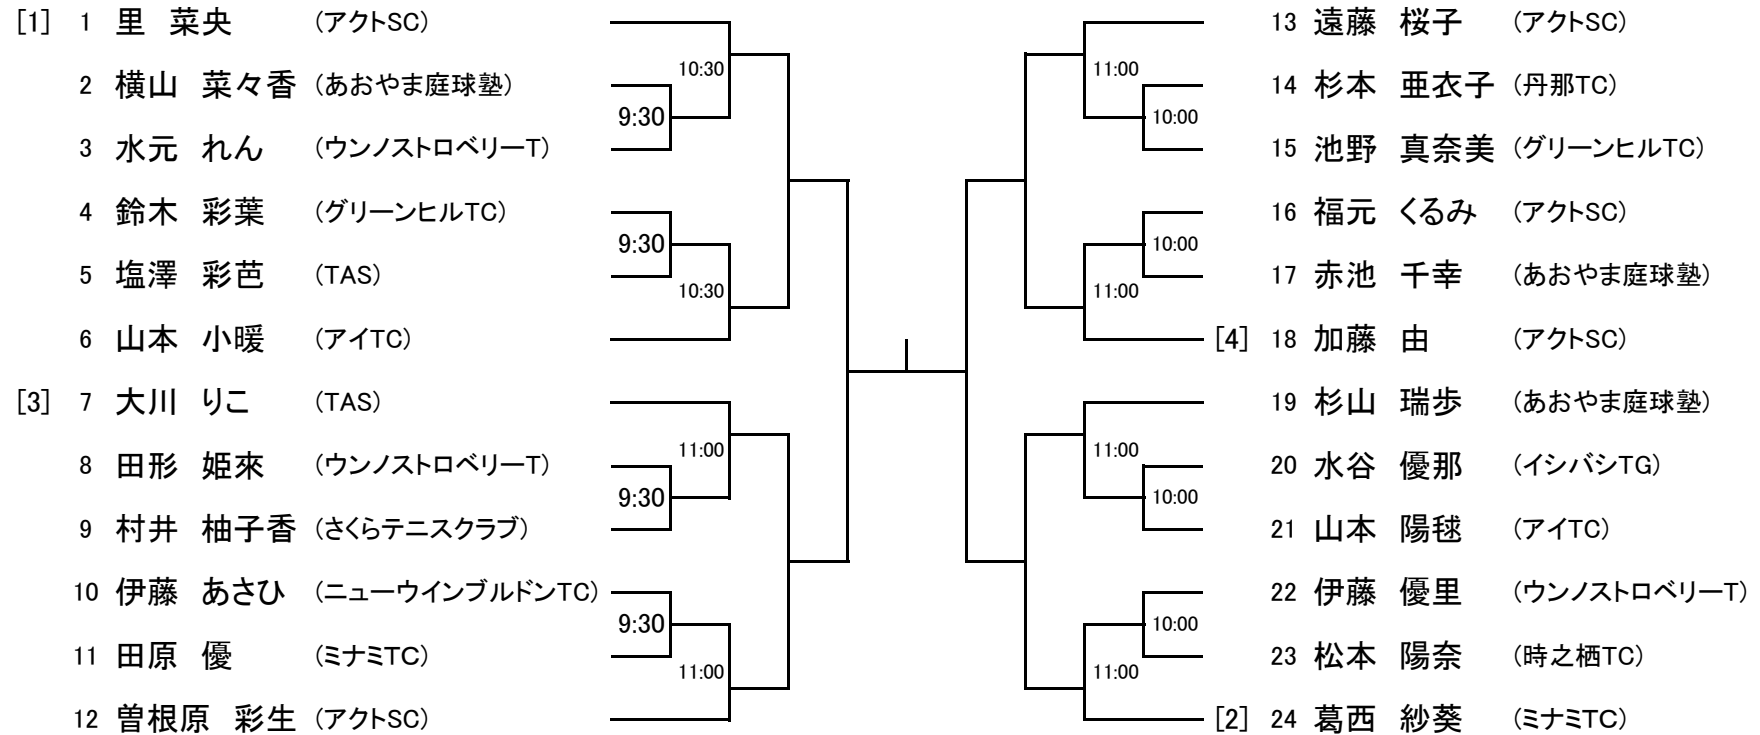 [1] 1 里 菜央 (アクトSC)
10:30
2 横山 菜々香 (あおやま庭球塾)
9:30
3 水元 れん (ウンノストロベリーT)
4 鈴木 彩葉 (グリーンヒルTC)
9:30
5 塩澤 彩芭 (TAS)
10:30
6 山本 小暖 (アイTC)
[3] 7 大川 りこ (TAS)
11:00
8 田形 姫來 (ウンノストロベリーT)
9:30
9 村井 柚子香 (さくらテニスクラブ)
10 伊藤 あさひ (ニューウインブルドンTC)
9:30
11 田原 優 (ミナミTC)
11:00
12 曽根原 彩生 (アクトSC)
13 遠藤 桜子 (アクトSC)
11:00
14 杉本 亜衣子 (丹那TC)
10:00
15 池野 真奈美 (グリーンヒルTC)
16 福元 くるみ (アクトSC)
10:00
17 赤池 千幸 (あおやま庭球塾)
11:00
[4] 18 加藤 由 (アクトSC)
19 杉山 瑞歩 (あおやま庭球塾)
11:00
20 水谷 優那 (イシバシTG)
10:00
21 山本 陽毬 (アイTC)
22 伊藤 優里 (ウンノストロベリーT)
10:00
23 松本 陽奈 (時之栖TC)
11:00
[2] 24 葛西 紗葵 (ミナミTC)